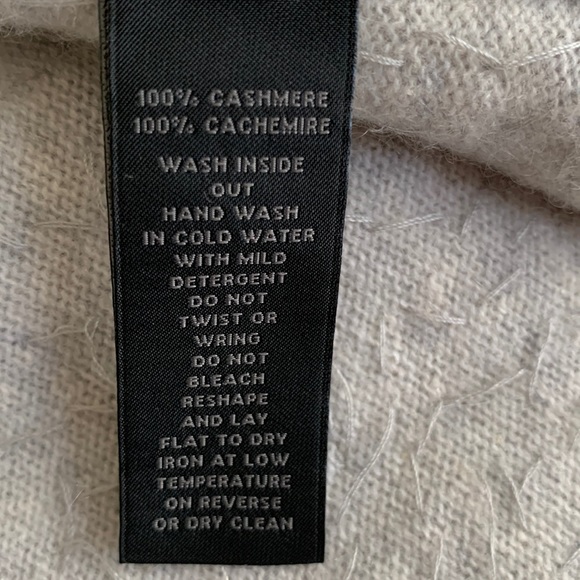 100% CASHMERE
100% CACHEMIRE
WASH INSIDE
OUT
HAND WASH
IN COLD WATER
WITH MILD
DETERGENT
DO NOT
TWIST OR
WRING
DO NOT
BLEACH
RESHAPE
AND LAY
FLAT TO DRY
IRON AT LOW
TEMPERATURE
ON REVERSE
OR DRY CLEAN